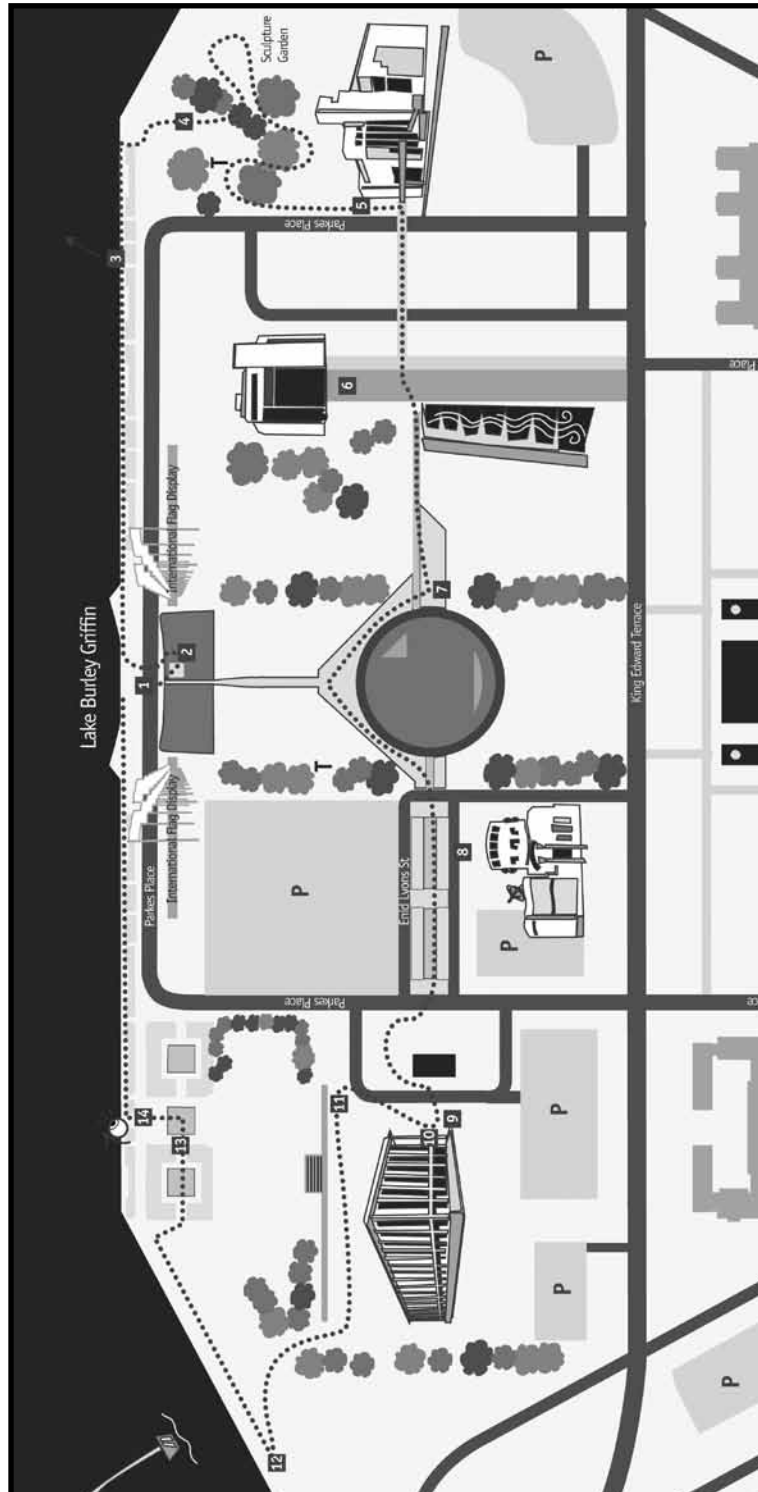 Lake Burley Griffin
Sculpture
Garden
4
T
3
5
Parkes Place
P
6
Place
International Flag Display
7
1
2
King Edward Terrace
International Flag Display
T
Parkes Place
P
Enid Lyons St
8
P
Parkes Place
14
13
11
10
9
P
P
12
P